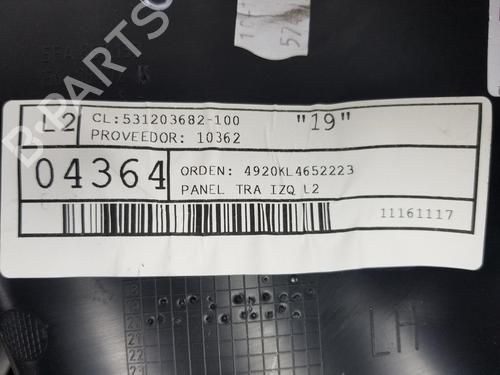 L2
CL:531203682-100
"19"
PROVEEDOR: 10362
04364
ORDEN: 4920KL4652223
PANEL TRA IZQ L2
11161117
LH
B-PARTS